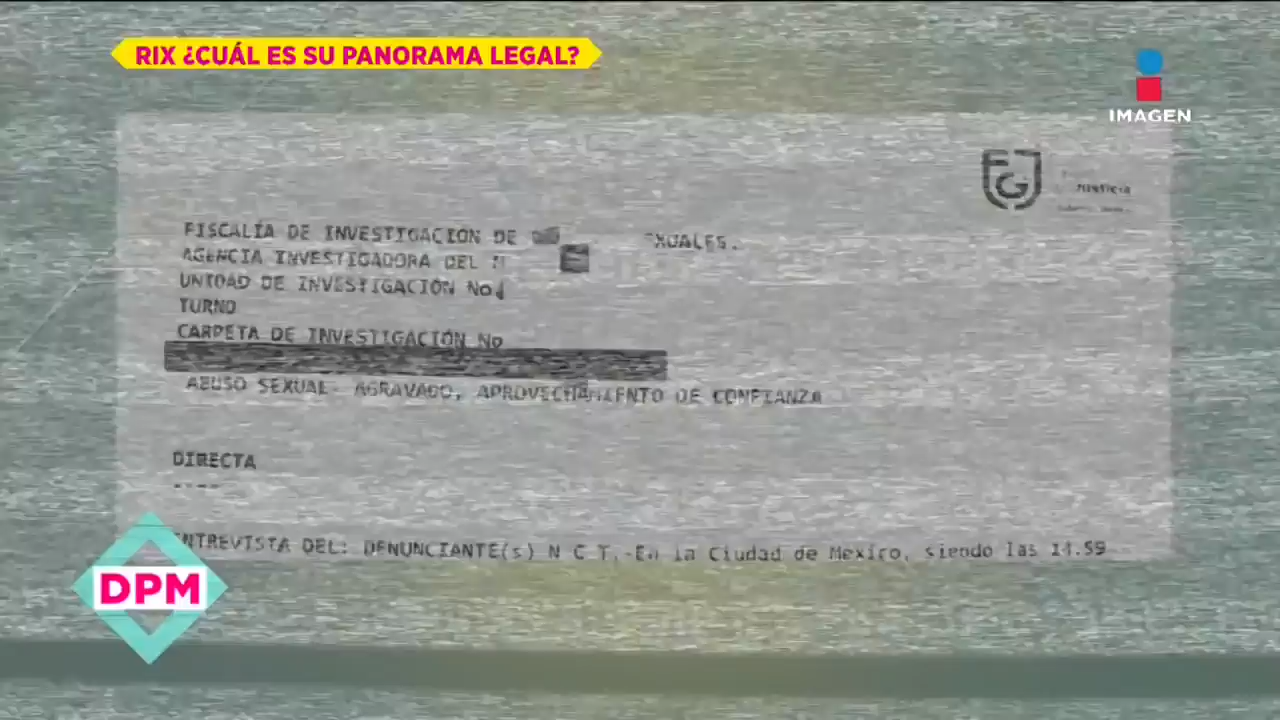 RIX ¿CUÁL ES SU PANORAMA LEGAL?
IMAGEN
FGJ
FISCALÍA DE INVESTIGACIÓN DE
AGENCIA INVESTIGADORA DEL
UNIDAD DE INVESTIGACIÓN No.
TURNO
CARPETA DE INVESTIGACIÓN No
ABUSO SEXUAL- AGRAVADO, APROVECHAMIENTO DE CONFIANZA
DIRECTA
DEL: DENUNCIANTE(s) N C T.-En la Ciudad de México, siendo las 14.59
DPM